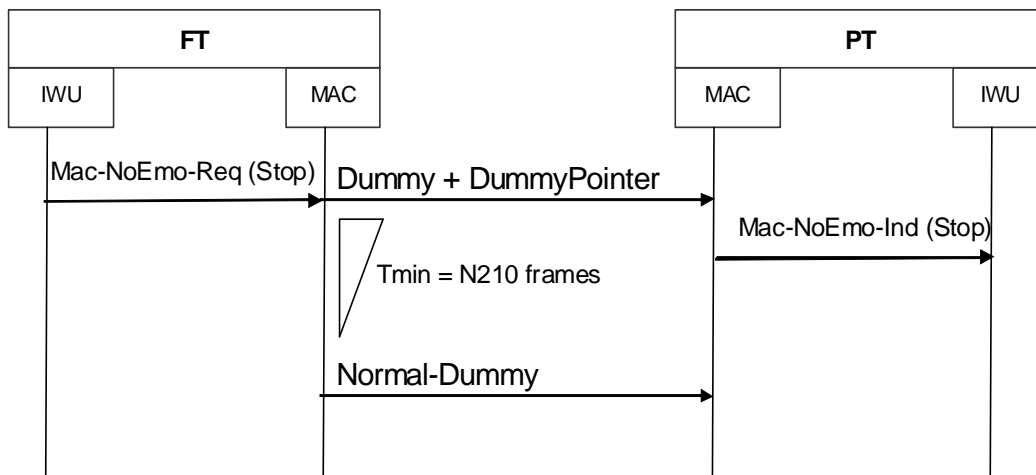 FT
PT
IWU
MAC
MAC
IWU
Mac-NoEmo-Req (Stop)
Dummy + DummyPointer
Mac-NoEmo-Ind (Stop)
Tmin = N210 frames
Normal-Dummy